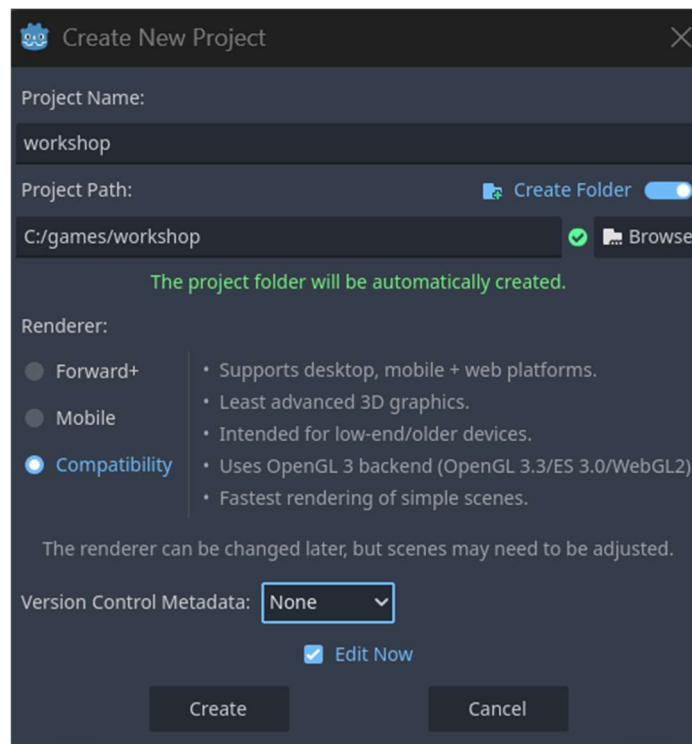 Create New Project
Project Name:
workshop
Project Path:
Create Folder
C:/games/workshop
Browse
The project folder will be automatically created.
Renderer:
Forward+
Mobile
Compatibility
• Supports desktop, mobile + web platforms.
• Least advanced 3D graphics.
• Intended for low-end/older devices.
• Uses OpenGL 3 backend (OpenGL 3.3/ES 3.0/WebGL2)
• Fastest rendering of simple scenes.
The renderer can be changed later, but scenes may need to be adjusted.
Version Control Metadata: None
Edit Now
Create
Cancel